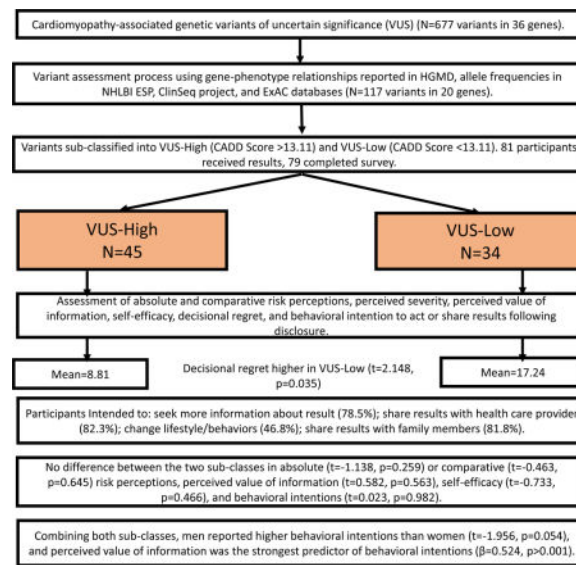 Cardiomyopathy-associated genetic variants of uncertain significance (VUS) (N=677 variants in 36 genes).
Variant assessment process using gene-phenotype relationships reported in HGMD, allele frequencies in
NHLBI ESP, ClinSeq project, and ExAC databases (N=117 variants in 20 genes).
Variants sub-classified into VUS-High (CADD Score >13.11) and VUS-Low (CADD Score <13.11). 81 participants
received results, 79 completed survey.
VUS-High
N=45
VUS-Low
N=34
Assessment of absolute and comparative risk perceptions, perceived severity, perceived value of
information, self-efficacy, decisional regret, and behavioral intention to act or share results following
disclosure.
Mean=8.81
Decisional regret higher in VUS-Low (t=2.148,
p=0.035)
Mean=17.24
Participants Intended to: seek more information about result (78.5%); share results with health care provider
(82.3%); change lifestyle/behaviors (46.8%); share results with family members (81.8%).
No difference between the two sub-classes in absolute (t=-1.138, p=0.259) or comparative (t=-0.463,
p=0.645) risk perceptions, perceived value of information (t=0.582, p=0.563), self-efficacy (t=-0.733,
p=0.466), and behavioral intentions (t=0.023, p=0.982).
Combining both sub-classes, men reported higher behavioral intentions than women (t=-1.956, p=0.054),
and perceived value of information was the strongest predictor of behavioral intentions (β=0.524, p>0.001).